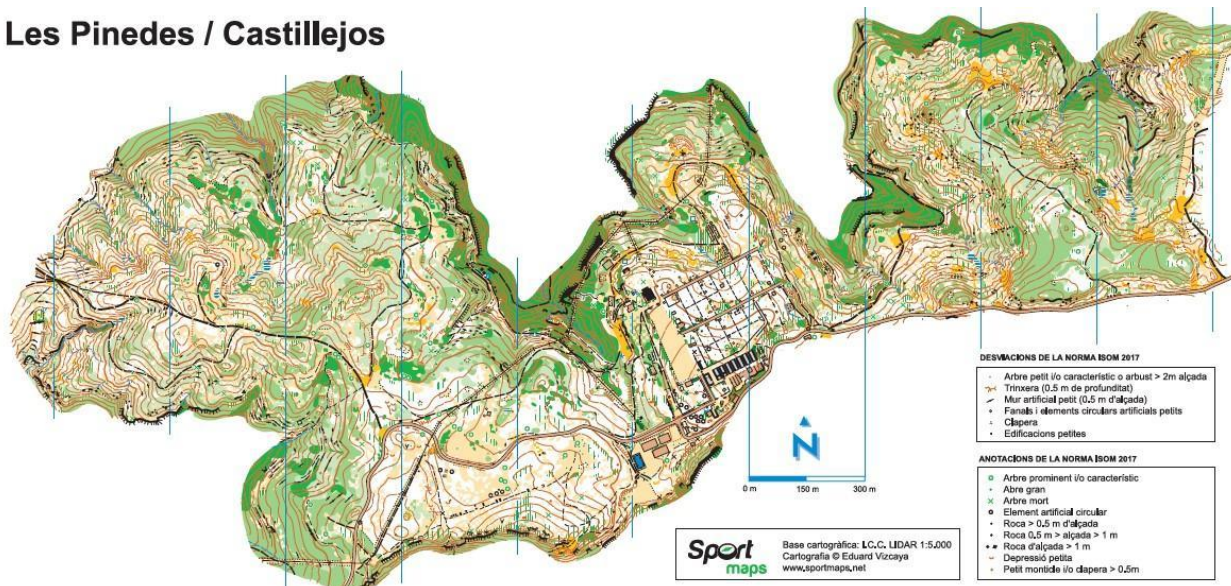 Les Pinedes / Castillejos
DESVIACIONS DE LA NORMA ISOM 2017
Arbre petit i/o característic o arbust > 2m alçada
Trinxera (0.5 m de profunditat)
Mur artificial petit (0.5 m d'alçada)
Fanals i elements circulars artificials petits
Clapera
Edificacions petites
N
0 m 150 m 300 m
ANOTACIONS DE LA NORMA ISOM 2017
Arbre prominent i/o característic
Abre gran
Arbre mort
Element artificial circular
Roca > 0.5 m d'alçada
Roca 0.5 m > alçada > 1 m
Roca d'alçada > 1 m
Depressió petita
Petit monticle i/o clapera > 0.5m
Sport maps
Base cartogràfica: I.C.C. LIDAR 1:5.000
Cartografia © Eduard Vizcaya
www.sportmaps.net